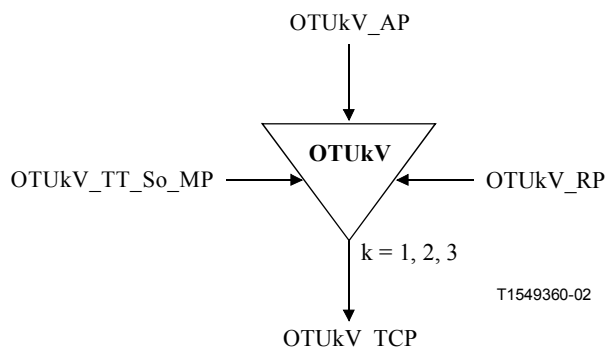 OTUkV_AP
OTUkV
OTUkV_TT_So_MP
OTUkV_RP
k = 1, 2, 3
T1549360-02
OTUkV_TCP